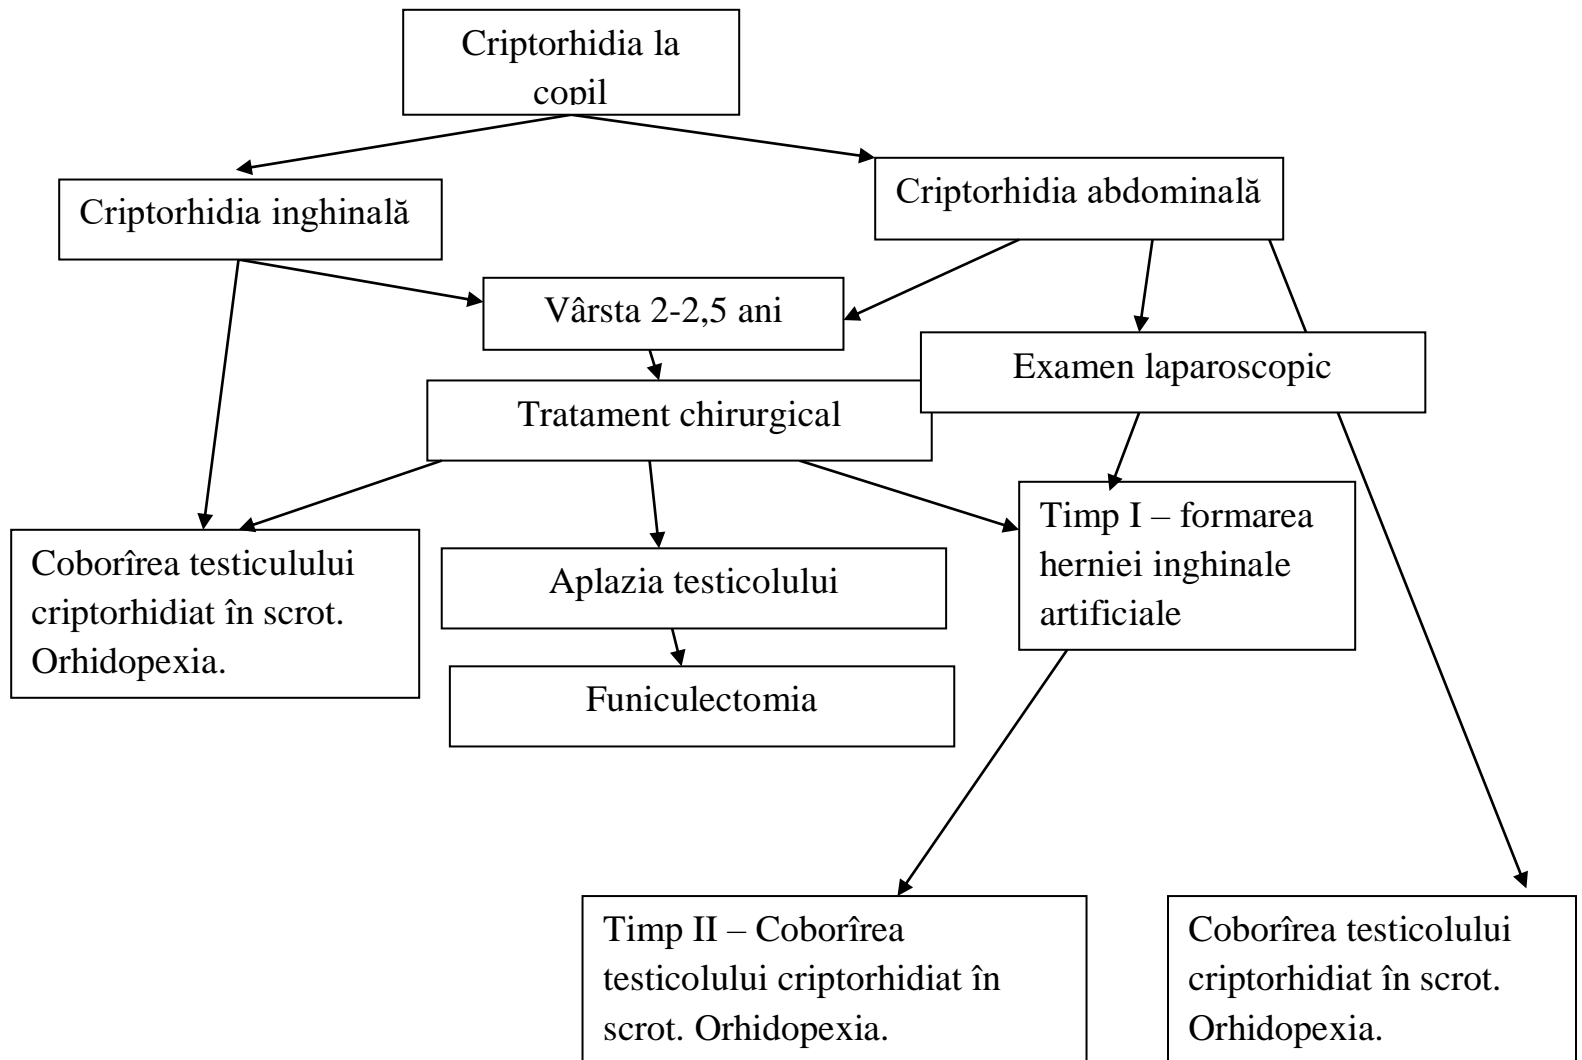 Criptorhidia la
copil
Criptorhidia inghinală
Criptorhidia abdominală
Vârsta 2-2,5 ani
Examen laparoscopic
Tratament chirurgical
Coborîrea testiculului
criptorhidiat în scrot.
Orhidopexia.
Aplazia testicolului
Timp I – formarea
herniei inghinale
artificiale
Funiculectomia
Timp II – Coborîrea
testicolului criptorhidiat în
scrot. Orhidopexia.
Coborîrea testicolului
criptorhidiat în scrot.
Orhidopexia.